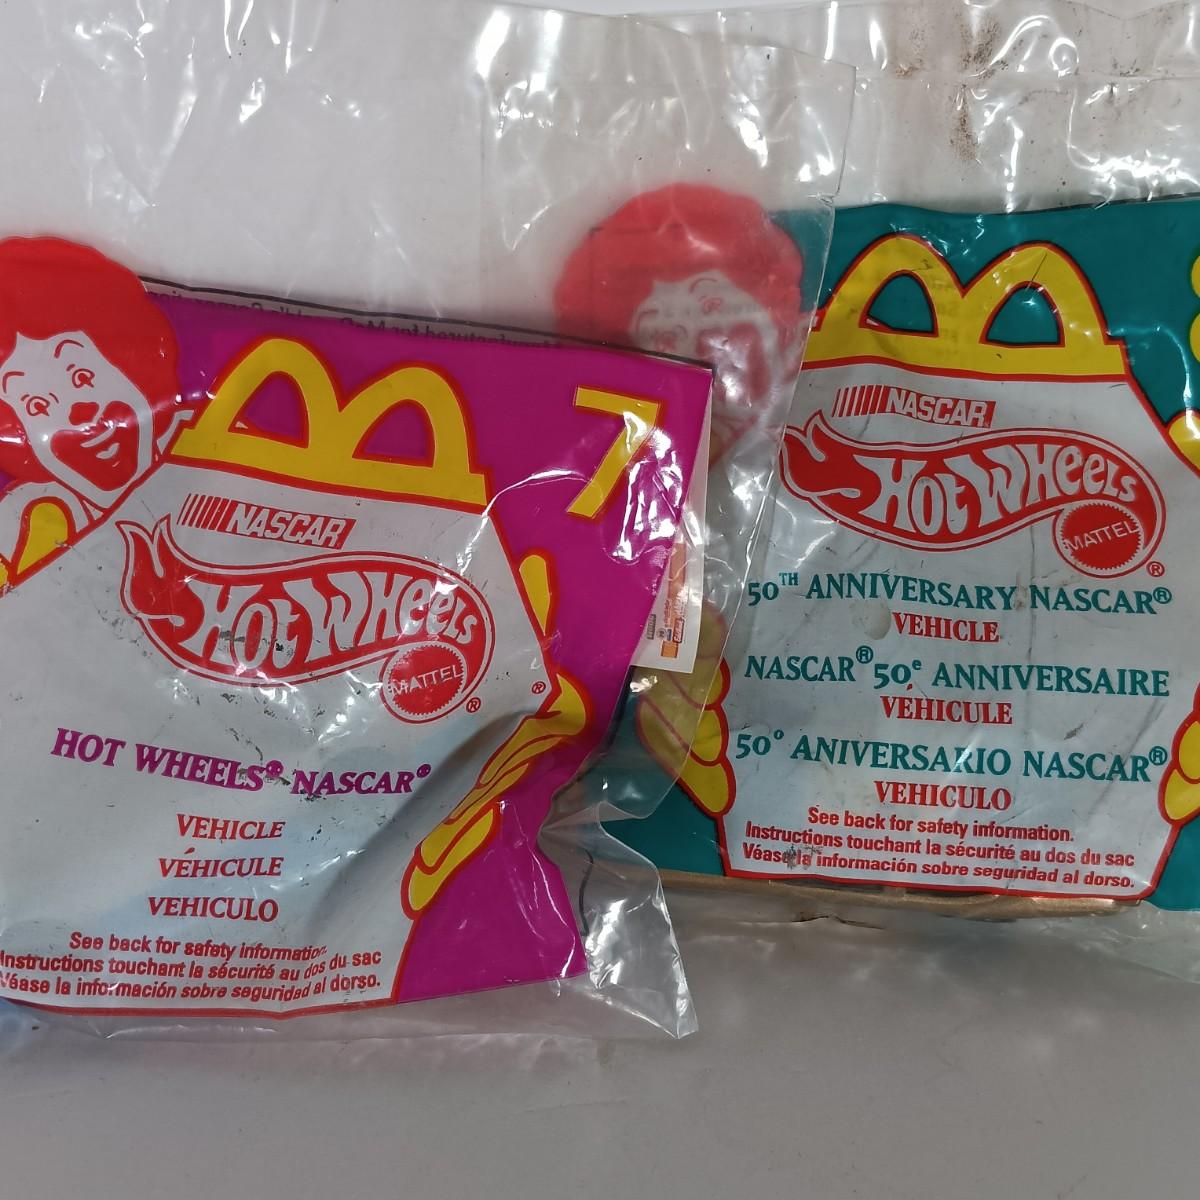 7
NASCAR
Hot Wheels
MATTEL
®
®
HOT WHEELS® NASCAR®
VEHICLE
VÉHICULE
VEHICULO
See back for safety information.
Instructions touchant la sécurité au dos du sac
Véase la información sobre seguridad al dorso.
NASCAR
Hot Wheels
MATTEL
®
50TH ANNIVERSARY NASCAR®
VEHICLE
NASCAR® 50e ANNIVERSAIRE
VÉHICULE
50° ANIVERSARIO NASCAR®
VEHICULO
See back for safety information.
Instructions touchant la sécurité au dos du sac
Véase la información sobre seguridad al dorso.